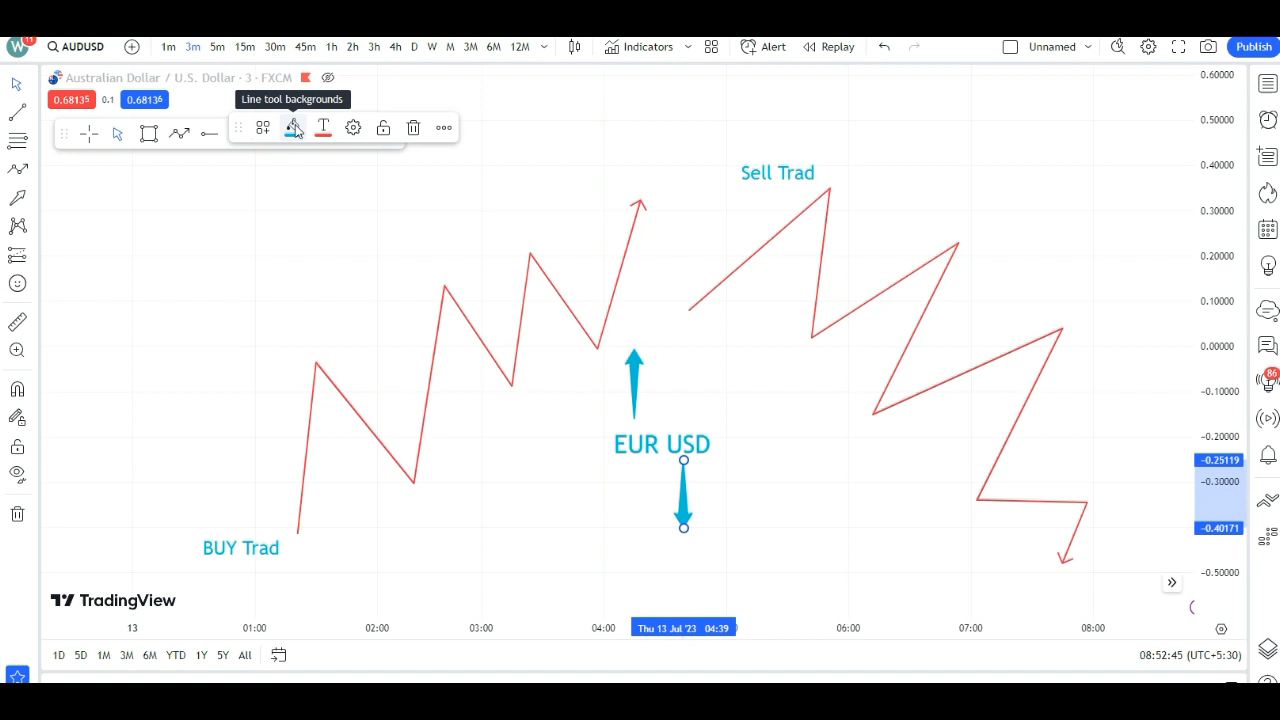 W 11 AUDUSD 1m 3m 5m 15m 30m 45m 1h 2h 3h 4h D W M 3M 6M 12M Indicators Alert Replay Unnamed Publish
Australian Dollar / U.S. Dollar · 3 · FXCM
0.68135 0.1 0.68136
Line tool backgrounds
T
0.60000
0.50000
0.40000
0.30000
0.20000
0.10000
0.00000
−0.10000
−0.20000
−0.25119
−0.30000
−0.40171
−0.50000
86
Sell Trad
EUR USD
BUY Trad
TradingView
13 01:00 02:00 03:00 04:00 Thu 13 Jul '23 04:39 06:00 07:00 08:00
1D 5D 1M 3M 6M YTD 1Y 5Y All 08:52:45 (UTC+5:30)